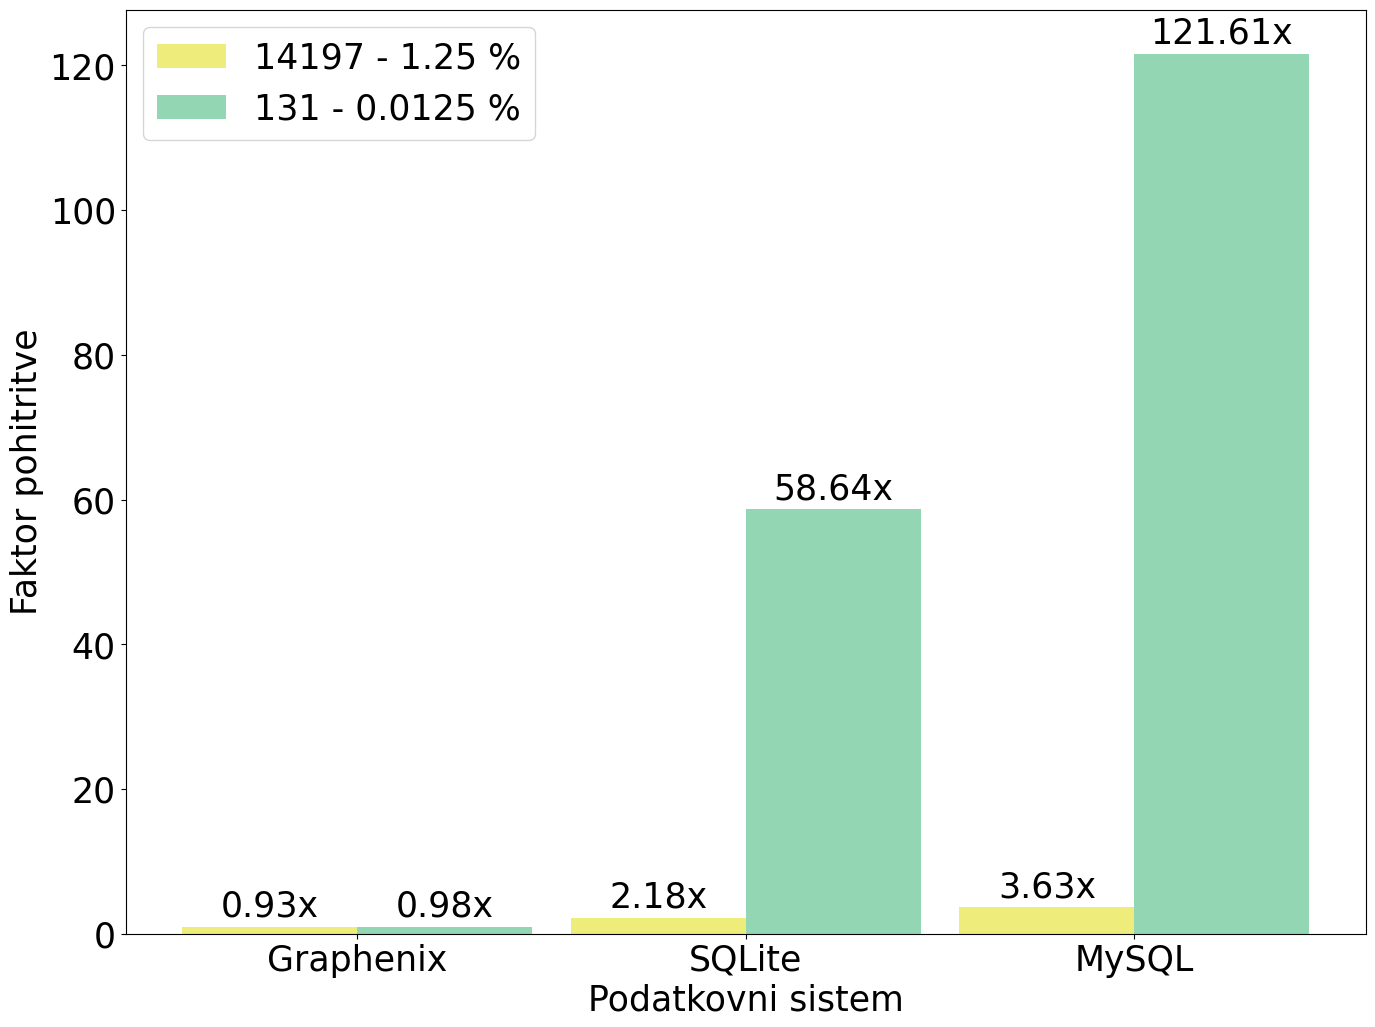 14197 - 1.25 %
131 - 0.0125 %
Faktor pohitritve
120
100
80
60
40
20
0
0.93x
0.98x
2.18x
58.64x
3.63x
121.61x
Graphenix
SQLite
MySQL
Podatkovni sistem